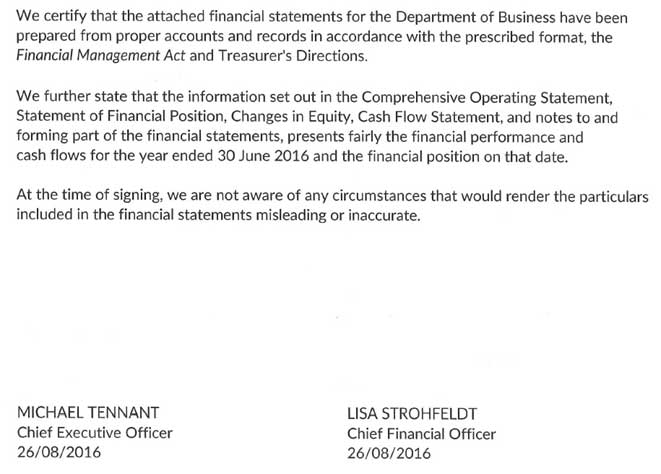 We certify that the attached financial statements for the Department of Business have been
prepared from proper accounts and records in accordance with the prescribed format, the
Financial Management Act and Treasurer's Directions.
We further state that the information set out in the Comprehensive Operating Statement,
Statement of Financial Position, Changes in Equity, Cash Flow Statement, and notes to and
forming part of the financial statements, presents fairly the financial performance and
cash flows for the year ended 30 June 2016 and the financial position on that date.
At the time of signing, we are not aware of any circumstances that would render the particulars
included in the financial statements misleading or inaccurate.
MICHAEL TENNANT
Chief Executive Officer
26/08/2016
LISA STROHFELDT
Chief Financial Officer
26/08/2016